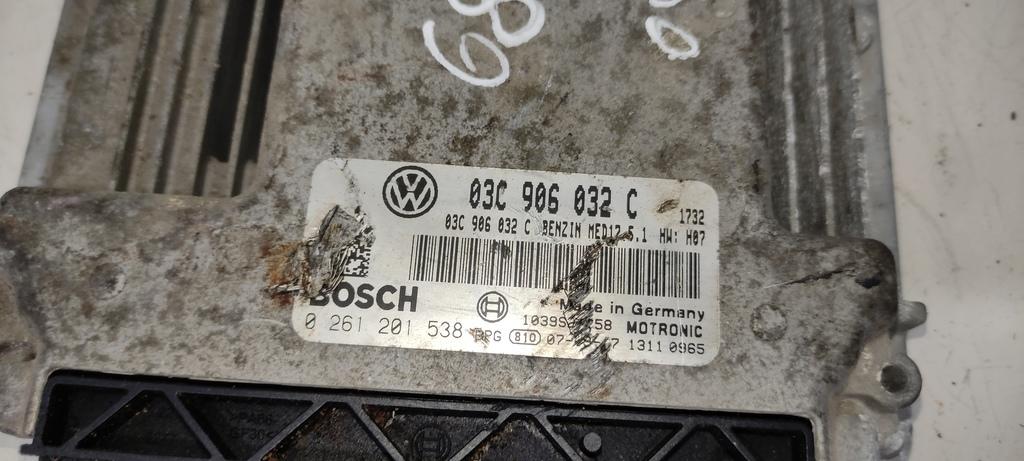 68
03C 906 032 C
1732
03C 906 032 C BENZIN MED17.5.1 HW: H07
BOSCH
Made in Germany
MOTRONIC
0 261 201 538
810
1311 0965